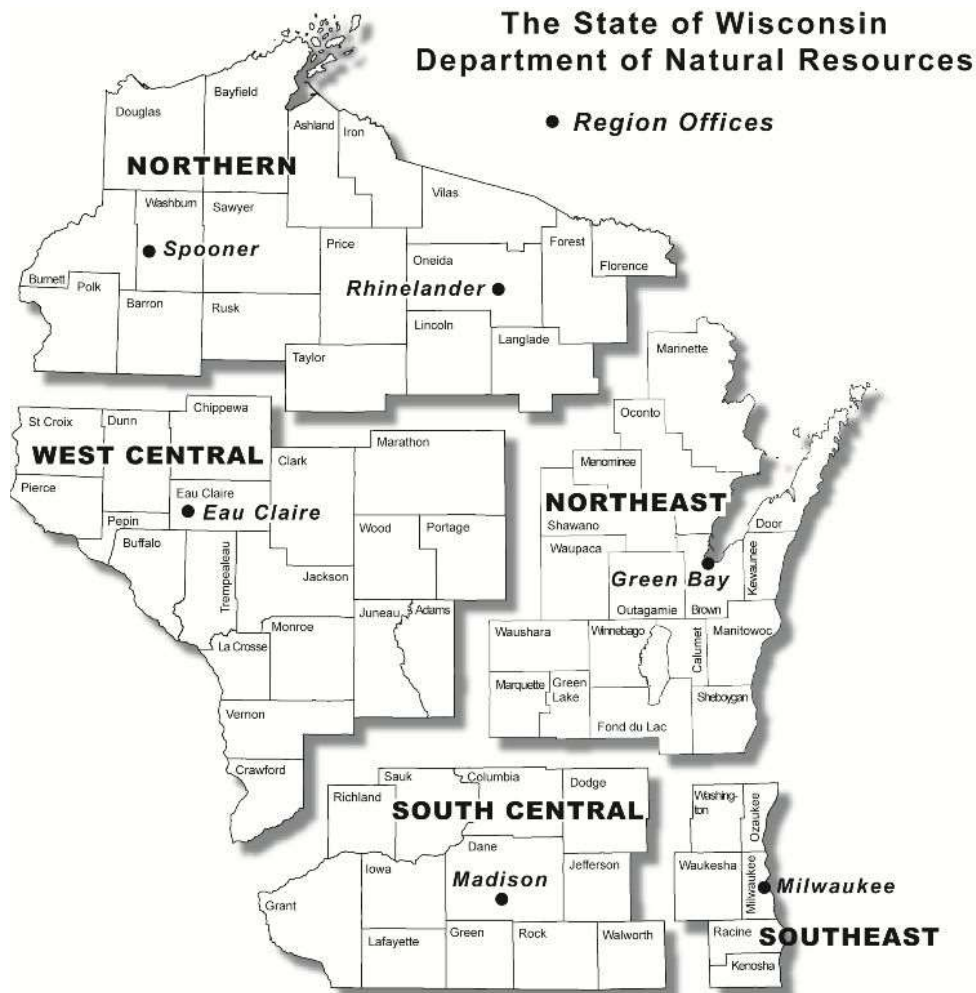 The State of Wisconsin
Department of Natural Resources
Region Offices
Bayfield
Douglas
Ashland
Iron
NORTHERN
Vilas
Washburn
Sawyer
Spooner
Price
Forest
Oneida
Florence
Burnett
Polk
Rhinelander
Barron
Rusk
Lincoln
Langlade
Taylor
Marinette
Chippewa
St Croix
Dunn
Oconto
WEST CENTRAL
Clark
Marathon
Menominee
Pierce
Eau Claire
Eau Claire
NORTHEAST
Pepin
Wood
Portage
Shawano
Door
Buffalo
Waupaca
Kewaunee
Trempealeau
Jackson
Green Bay
Juneau
Adams
Outagamie
Brown
Monroe
Waushara
Winnebago
Calumet
Manitowoc
La Crosse
Marquette
Green
Lake
Sheboygan
Vernon
Fond du Lac
Crawford
Sauk
Columbia
Dodge
Richland
SOUTH CENTRAL
Washing-
ton
Ozaukee
Dane
Iowa
Jefferson
Waukesha
Milwaukee
Madison
Milwaukee
Grant
Lafayette
Green
Rock
Walworth
Racine
SOUTHEAST
Kenosha